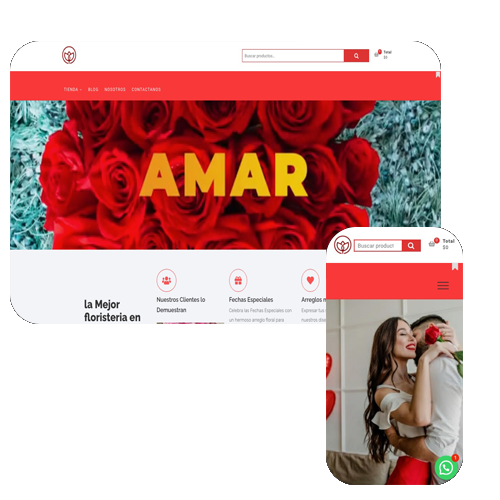 Buscar productos...
0
Total
$0
TIENDA
BLOG
NOSOTROS
CONTACTANOS
AMAR
la Mejor
floristeria en
Nuestros Clientes lo
Demuestran
Fechas Especiales
Celebra las Fechas Especiales con
un hermoso arreglo floral para
Arreglos m
Expresar tus
nuestros dise
Buscar product
0
Total
$0
1